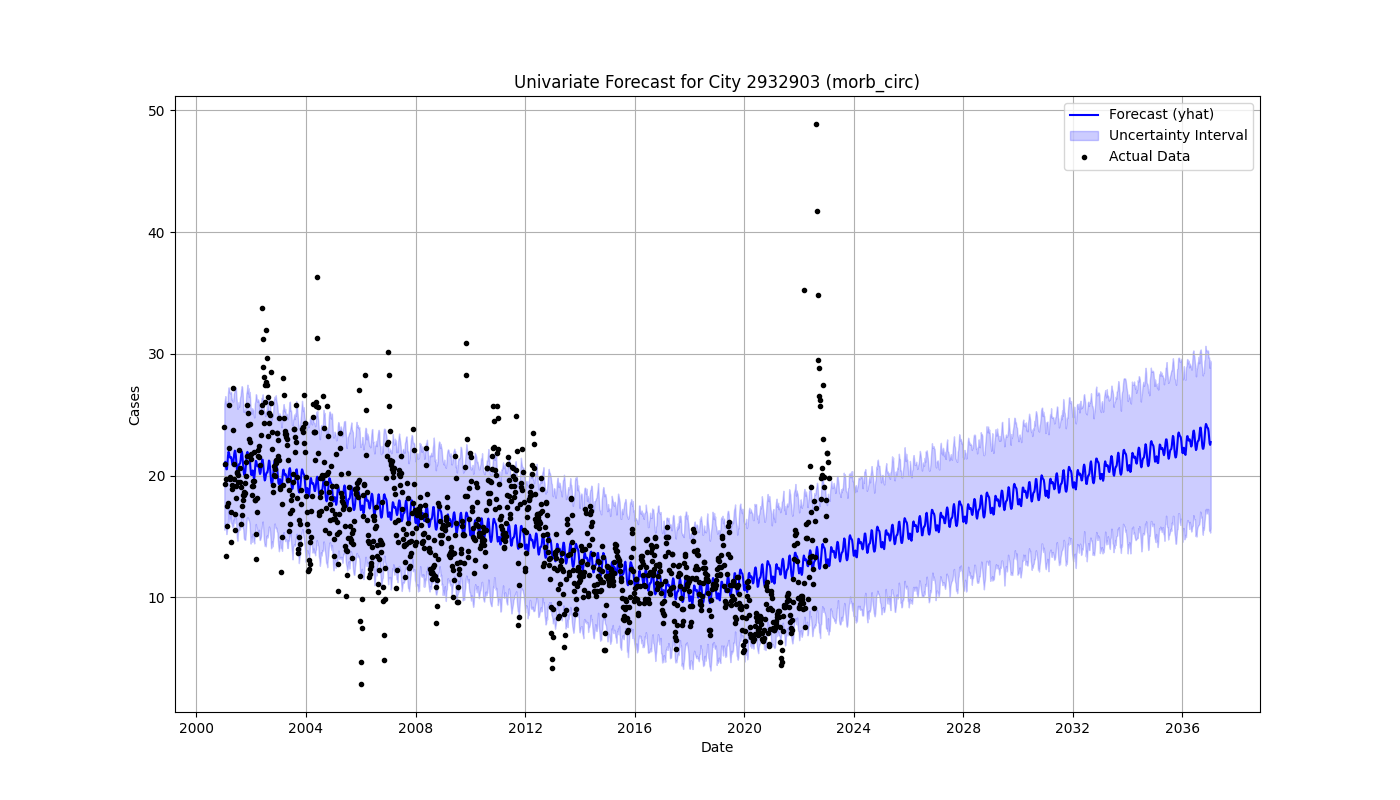 Univariate Forecast for City 2932903 (morb_circ)
Forecast (yhat)
Uncertainty Interval
Actual Data
50
40
30
20
10
Cases
2000 2004 2008 2012 2016 2020 2024 2028 2032 2036
Date